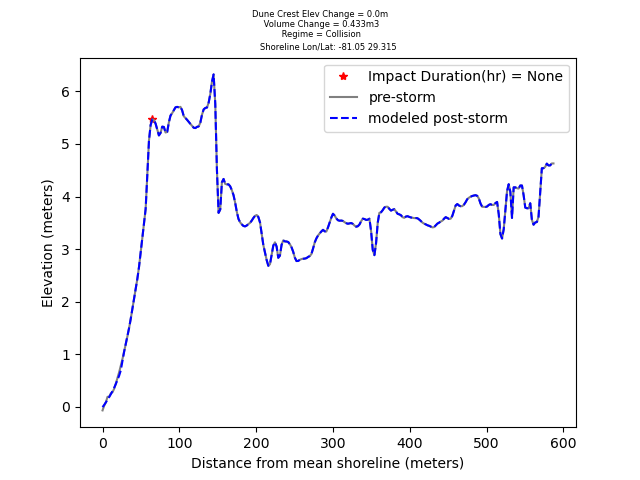 Dune Crest Elev Change = 0.0m
Volume Change = 0.433m3
Regime = Collision
Shoreline Lon/Lat: -81.05 29.315
Impact Duration(hr) = None
pre-storm
modeled post-storm
Elevation (meters)
6
5
4
3
2
1
0
0 100 200 300 400 500 600
Distance from mean shoreline (meters)